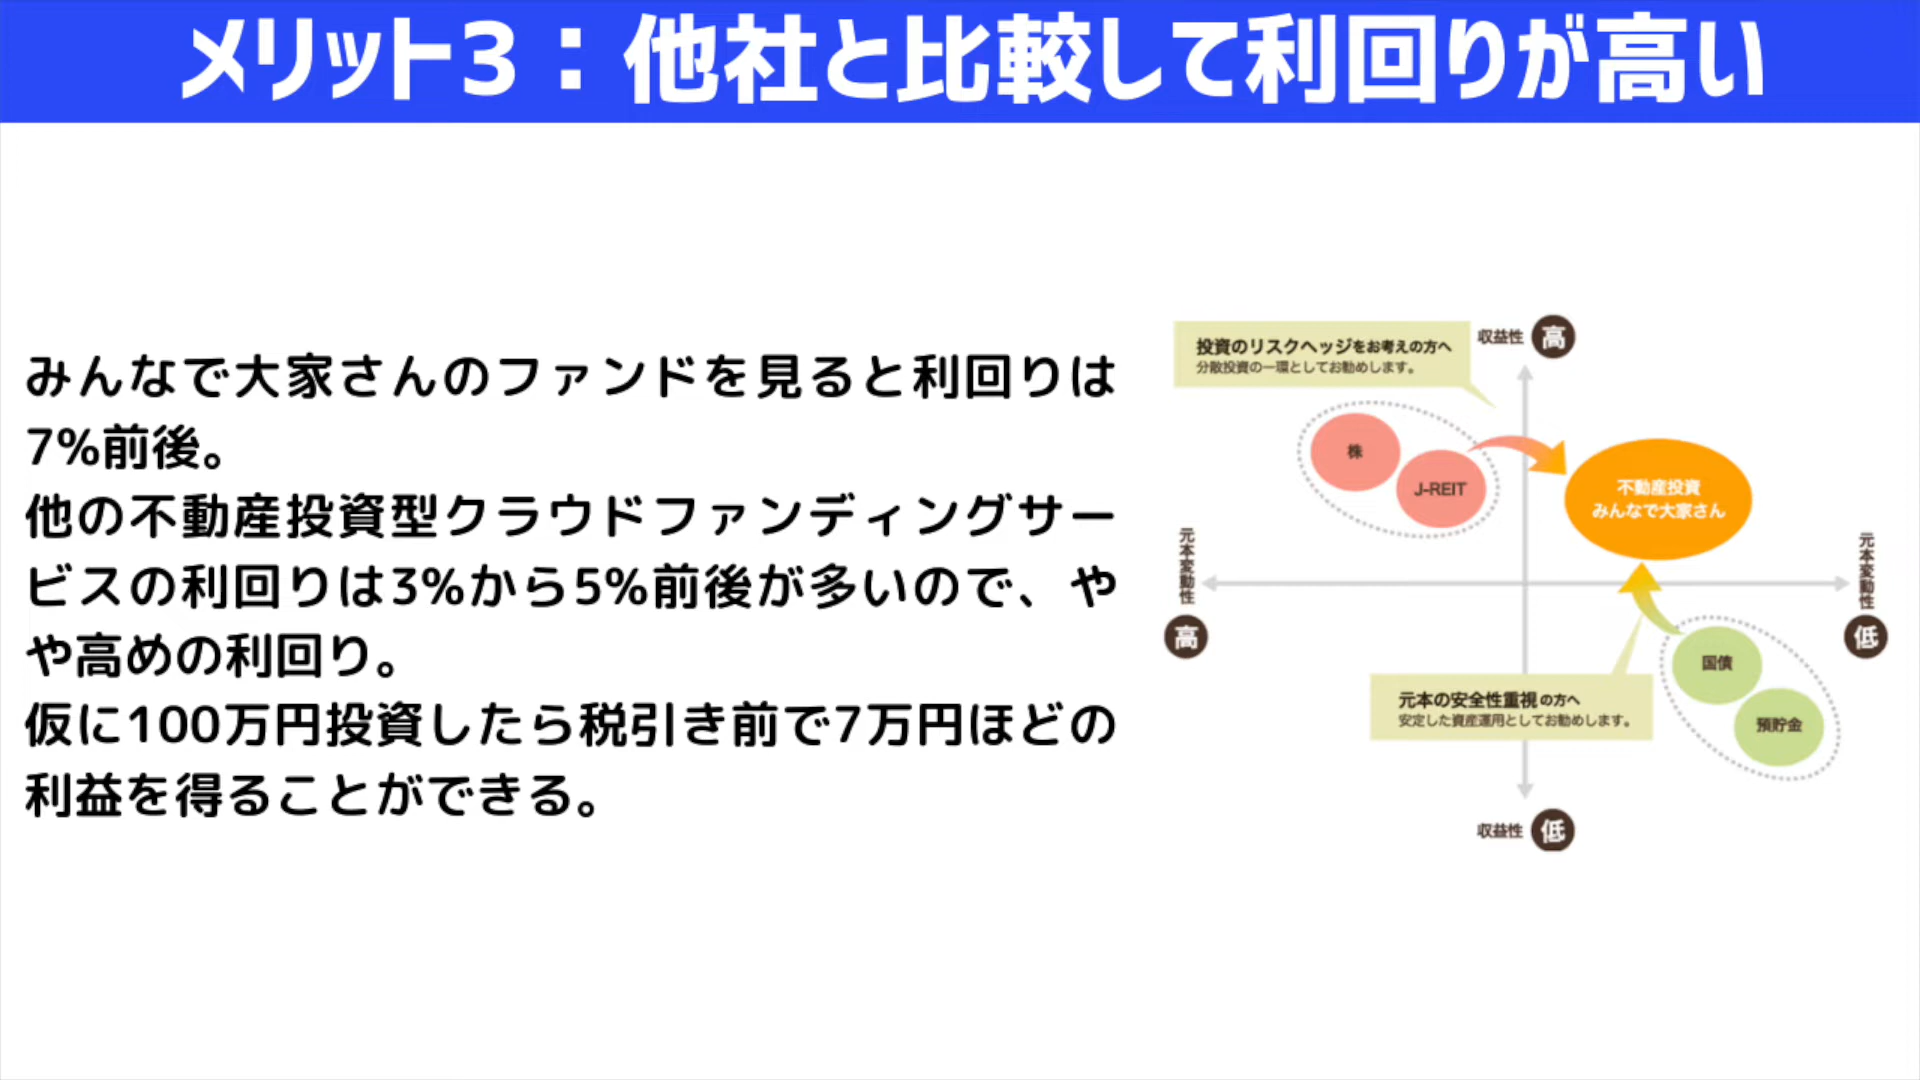 メリット3：他社と比較して利回りが高い
みんなで大家さんのファンドを見ると利回りは
7%前後。
他の不動産投資型クラウドファンディングサー
ビスの利回りは3%から5%前後が多いので、や
や高めの利回り。
仮に100万円投資したら税引き前で7万円ほどの
利益を得ることができる。
投資のリスクヘッジをお考えの方へ
分散投資の一環としてお勧めします。
収益性 高
株
J-REIT
不動産投資
みんなで大家さん
元本変動性
高
元本変動性
低
国債
預貯金
元本の安全性重視の方へ
安定した資産運用としてお勧めします。
収益性 低